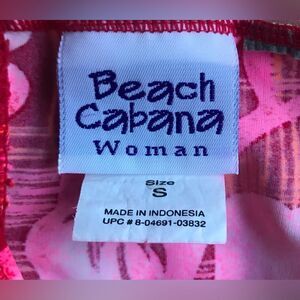 Beach
Cabana
Woman
Size
S
MADE IN INDONESIA
UPC # 8-04691-03832